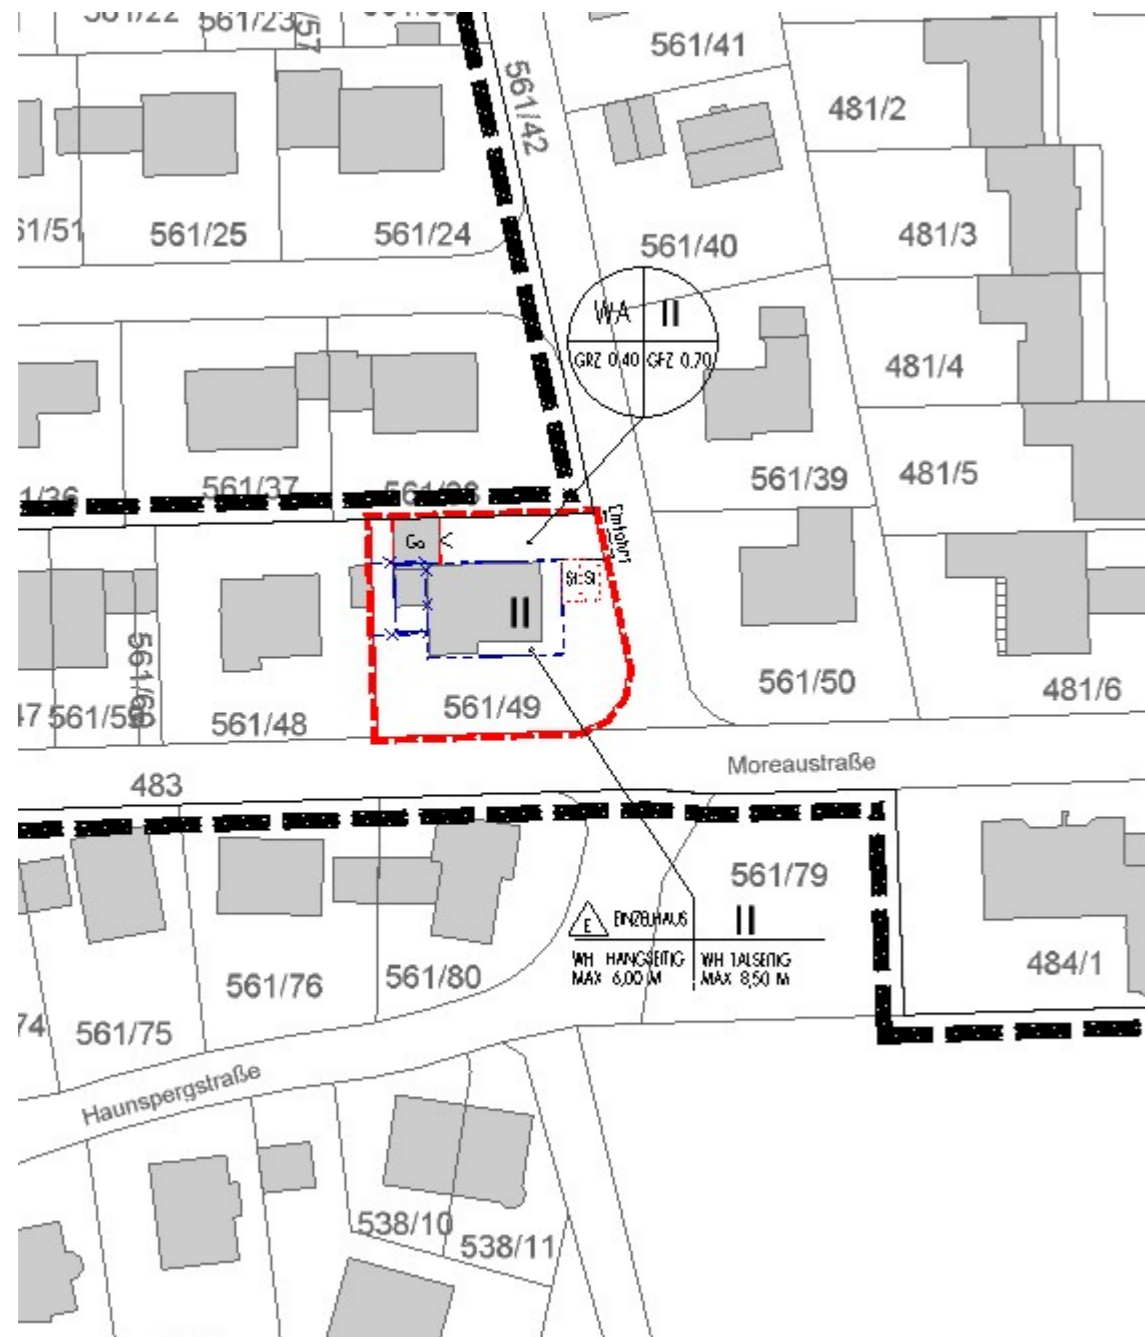 561/23
561/41
561/42
481/2
561/25
561/24
561/40
481/3
WA II
GRZ 0,40 GFZ 0,70
481/4
561/37
561/39
481/5
Einfahrt
Ga
St
St
II
561/48
561/49
561/50
481/6
561/59
483
Moreaustraße
561/79
E EINZELHAUS II
WH HANGSEITIG
MAX 6,00 M
WH TALSEITIG
MAX 8,50 M
484/1
561/76
561/80
561/75
Haunspergstraße
538/10
538/11